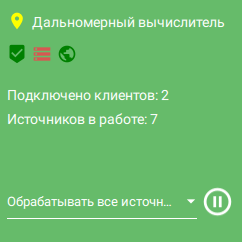 Дальномерный вычислитель
Подключено клиентов: 2
Источников в работе: 7
Обрабатывать все источн...